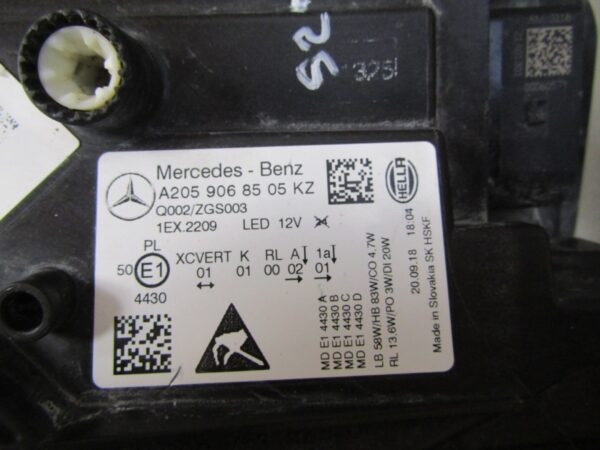 52
3251
Mercedes - Benz
A205 906 85 05 KZ
Q002/ZGS003
1EX.2209 LED 12V
HELLA
PL
XCVERT K RL A 1a
50 E1 01 01 00 02 01
4430
MD E1 4430 A
MD E1 4430 B
MD E1 4430 C
MD E1 4430 D
LB 58W/HB 83W/CO 4.7W
RL 13.6W/PO 3W/DI 20W
20.09.18 18:04
Made in Slovakia SK HSKF